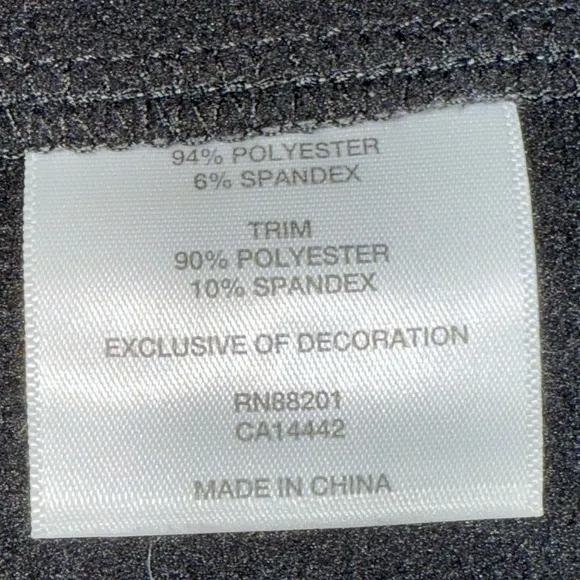 94% POLYESTER
6% SPANDEX
TRIM
90% POLYESTER
10% SPANDEX
EXCLUSIVE OF DECORATION
RN88201
CA14442
MADE IN CHINA